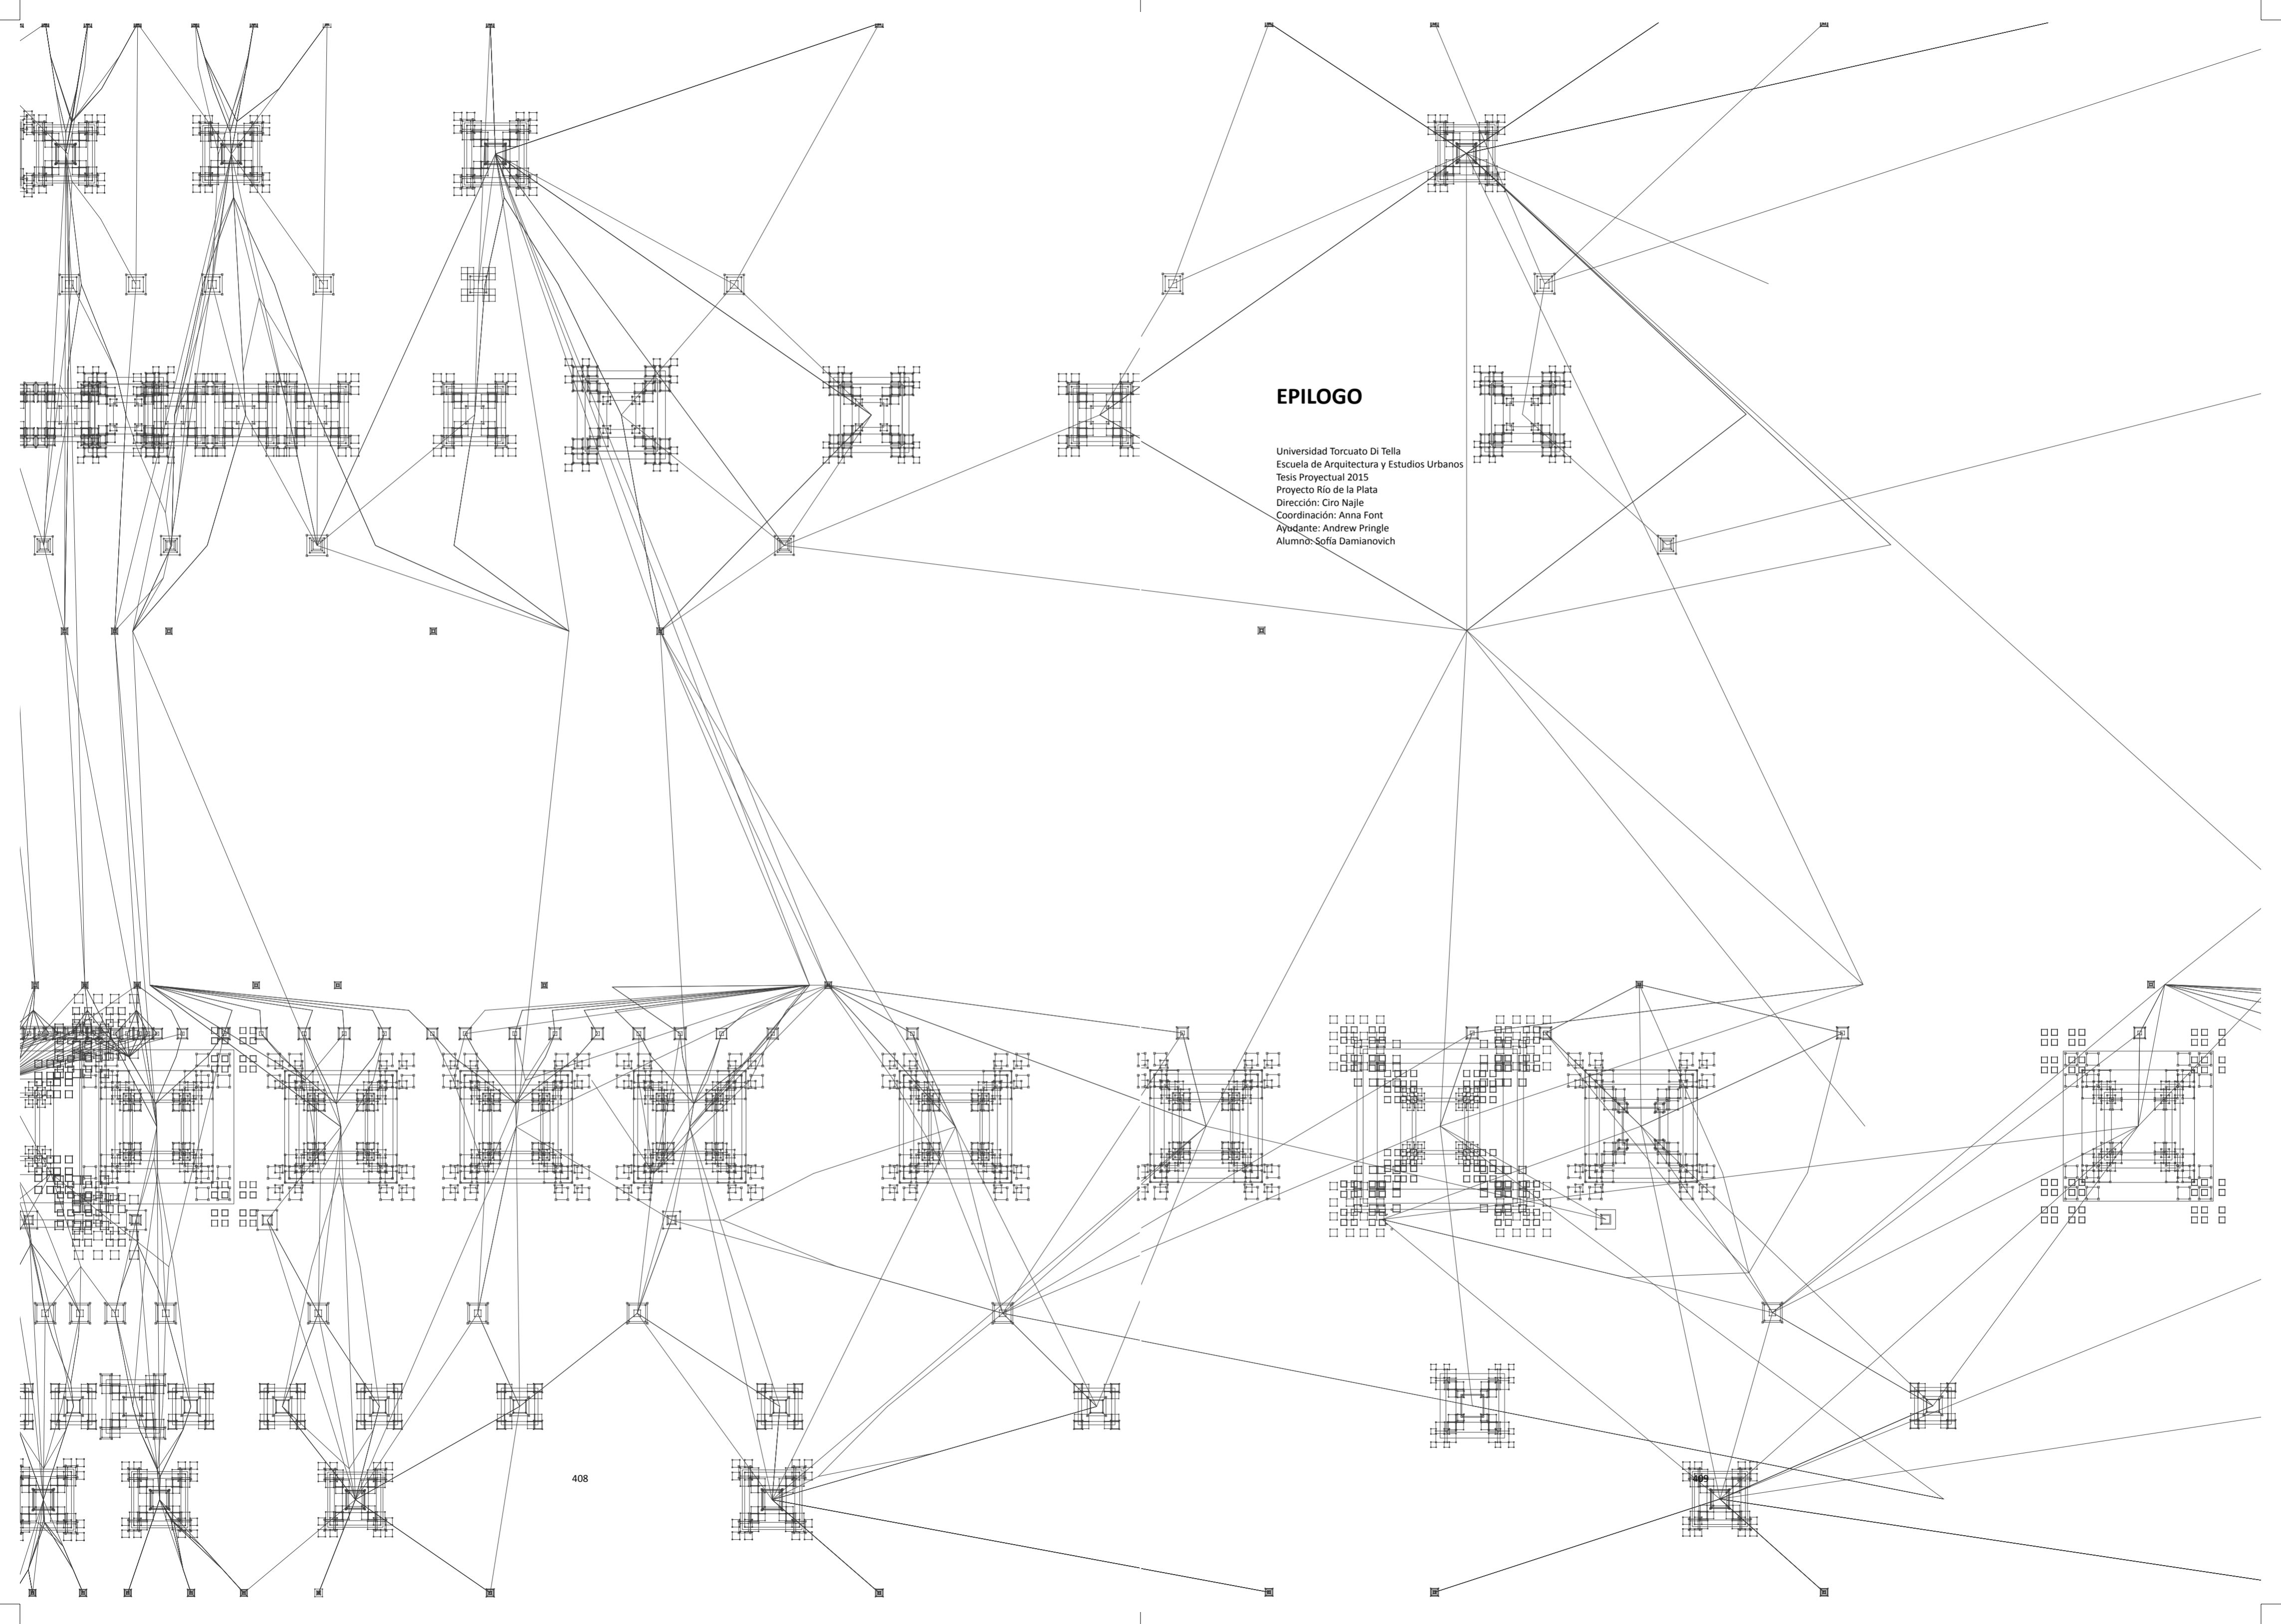 EPILOGO
Universidad Torcuato Di Tella
Escuela de Arquitectura y Estudios Urbanos
Tesis Proyectual 2015
Proyecto Río de la Plata
Dirección: Ciro Najle
Coordinación: Anna Font
Ayudante: Andrew Pringle
Alumno: Sofía Damianovich
408
409